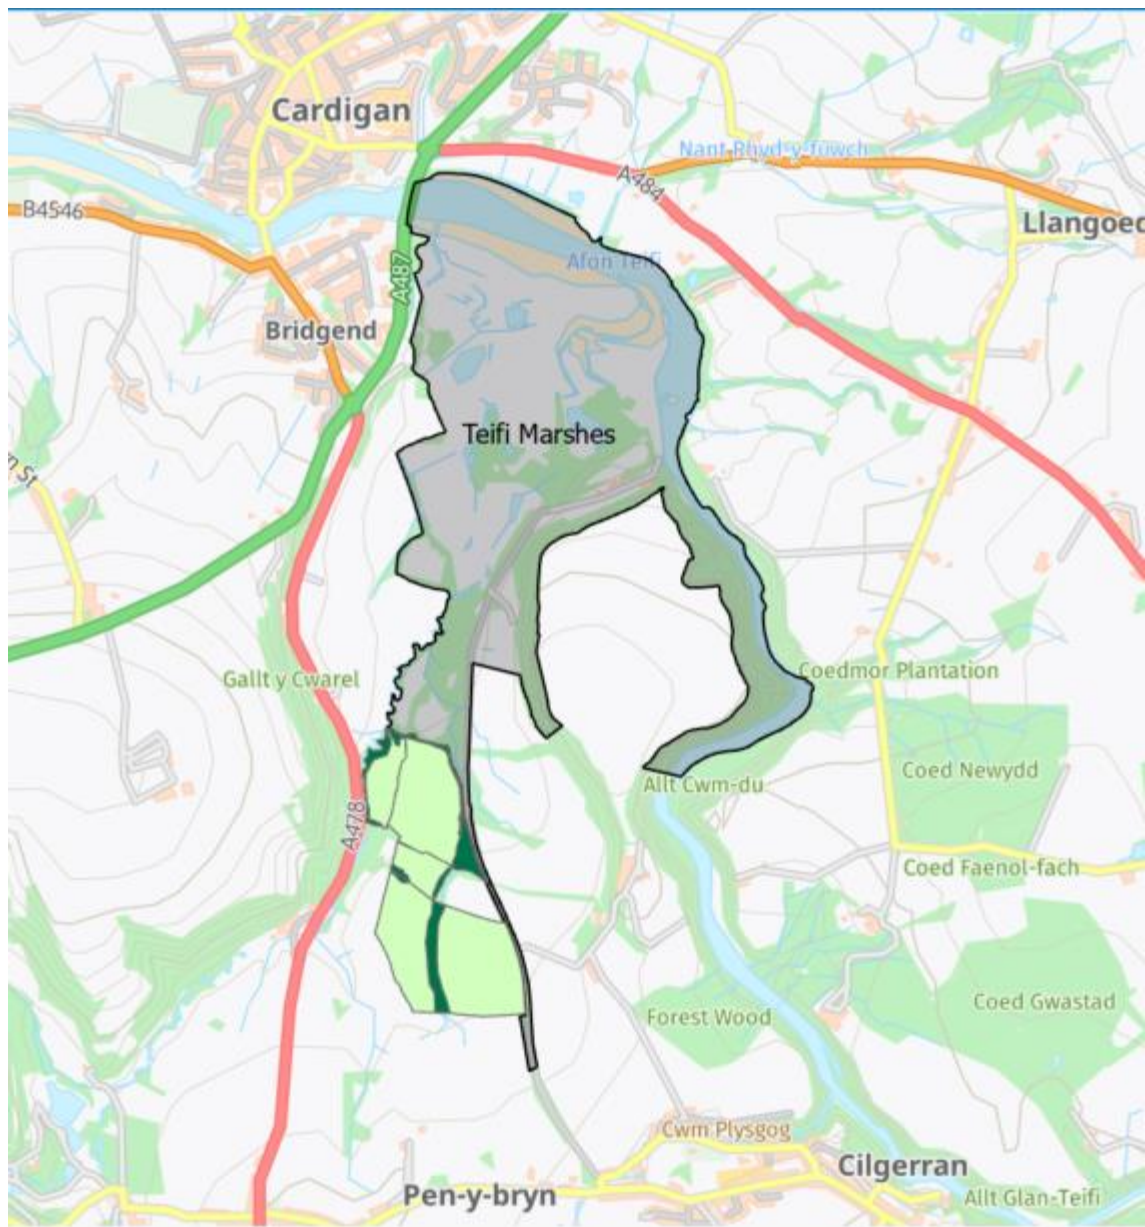 Cardigan
Nant Rhyd-y-fuwch
A484
B4546
Llangoed
Afon Teifi
A487
Bridgend
Teifi Marshes
n St
Gallt y Cwarel
Coedmor Plantation
Coed Newydd
Allt Cwm-du
A478
Coed Faenol-fach
Coed Gwastad
Forest Wood
Cwm Plysgog
Cilgerran
Pen-y-bryn
Allt Glan-Teifi